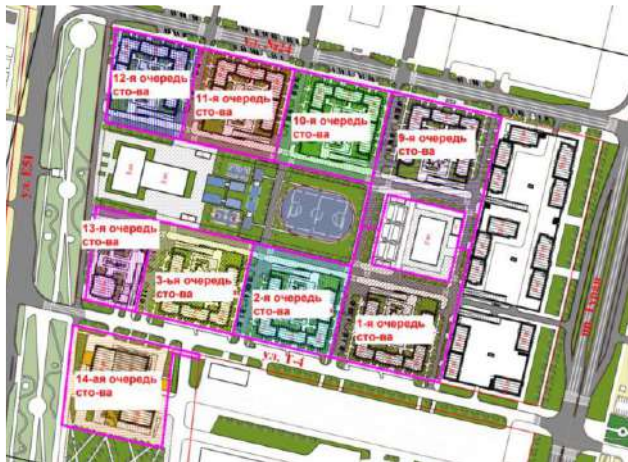 12-я очередь
сто-ва
11-я очередь
сто-ва
10-я очередь
сто-ва
9-я очередь
сто-ва
13-я очередь
сто-ва
3-ья очередь
сто-ва
2-я очередь
сто-ва
1-я очередь
сто-ва
ул. Т-4
14-ая очередь
сто-ва